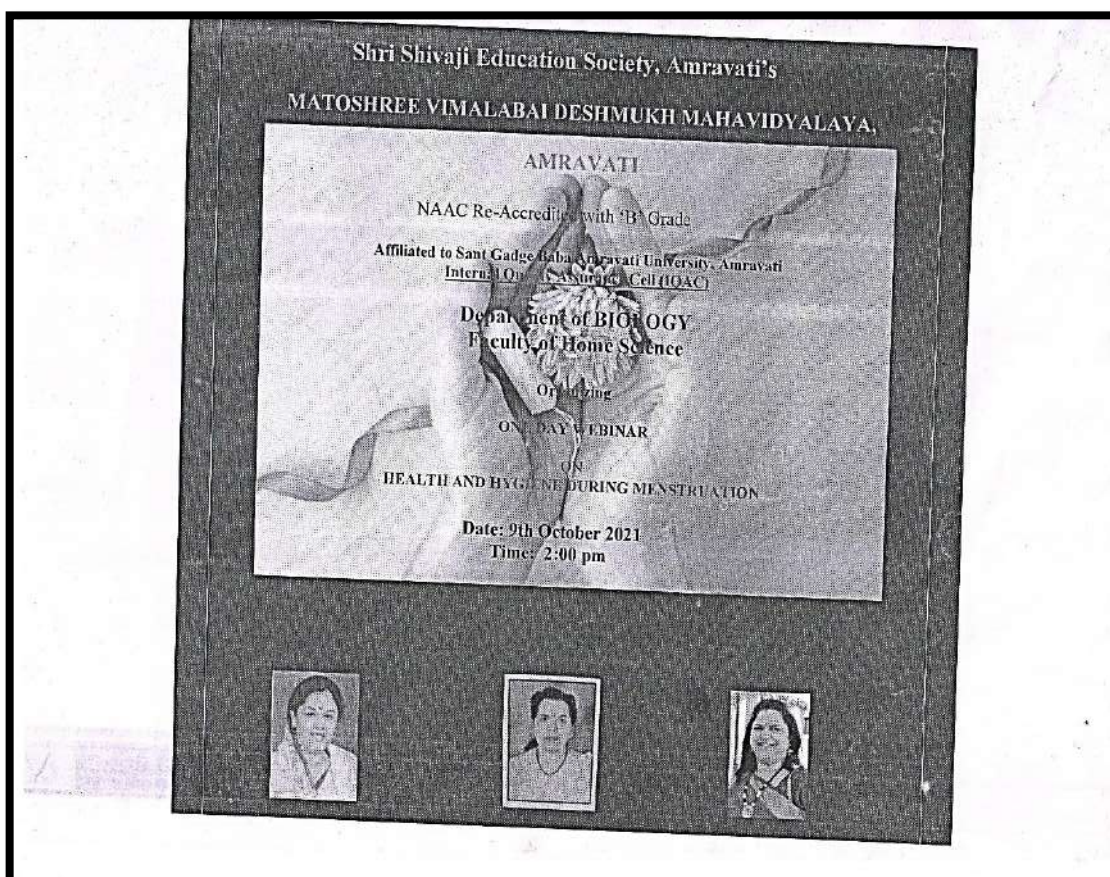 Shri Shivaji Education Society, Amravati's
MATOSHREE VIMALABAI DESHMUKH MAHAVIDYALAYA,
AMRAVATI
NAAC Re-Accredited with 'B' Grade
Affiliated to Sant Gadge Baba Amravati University, Amravati
Internal Quality Assurance Cell (IQAC)
Department of BIOLOGY
Faculty of Home Science
Organizing
ONE DAY WEBINAR
ON
HEALTH AND HYGIENE DURING MENSTRUATION
Date: 9th October 2021
Time: 2:00 pm